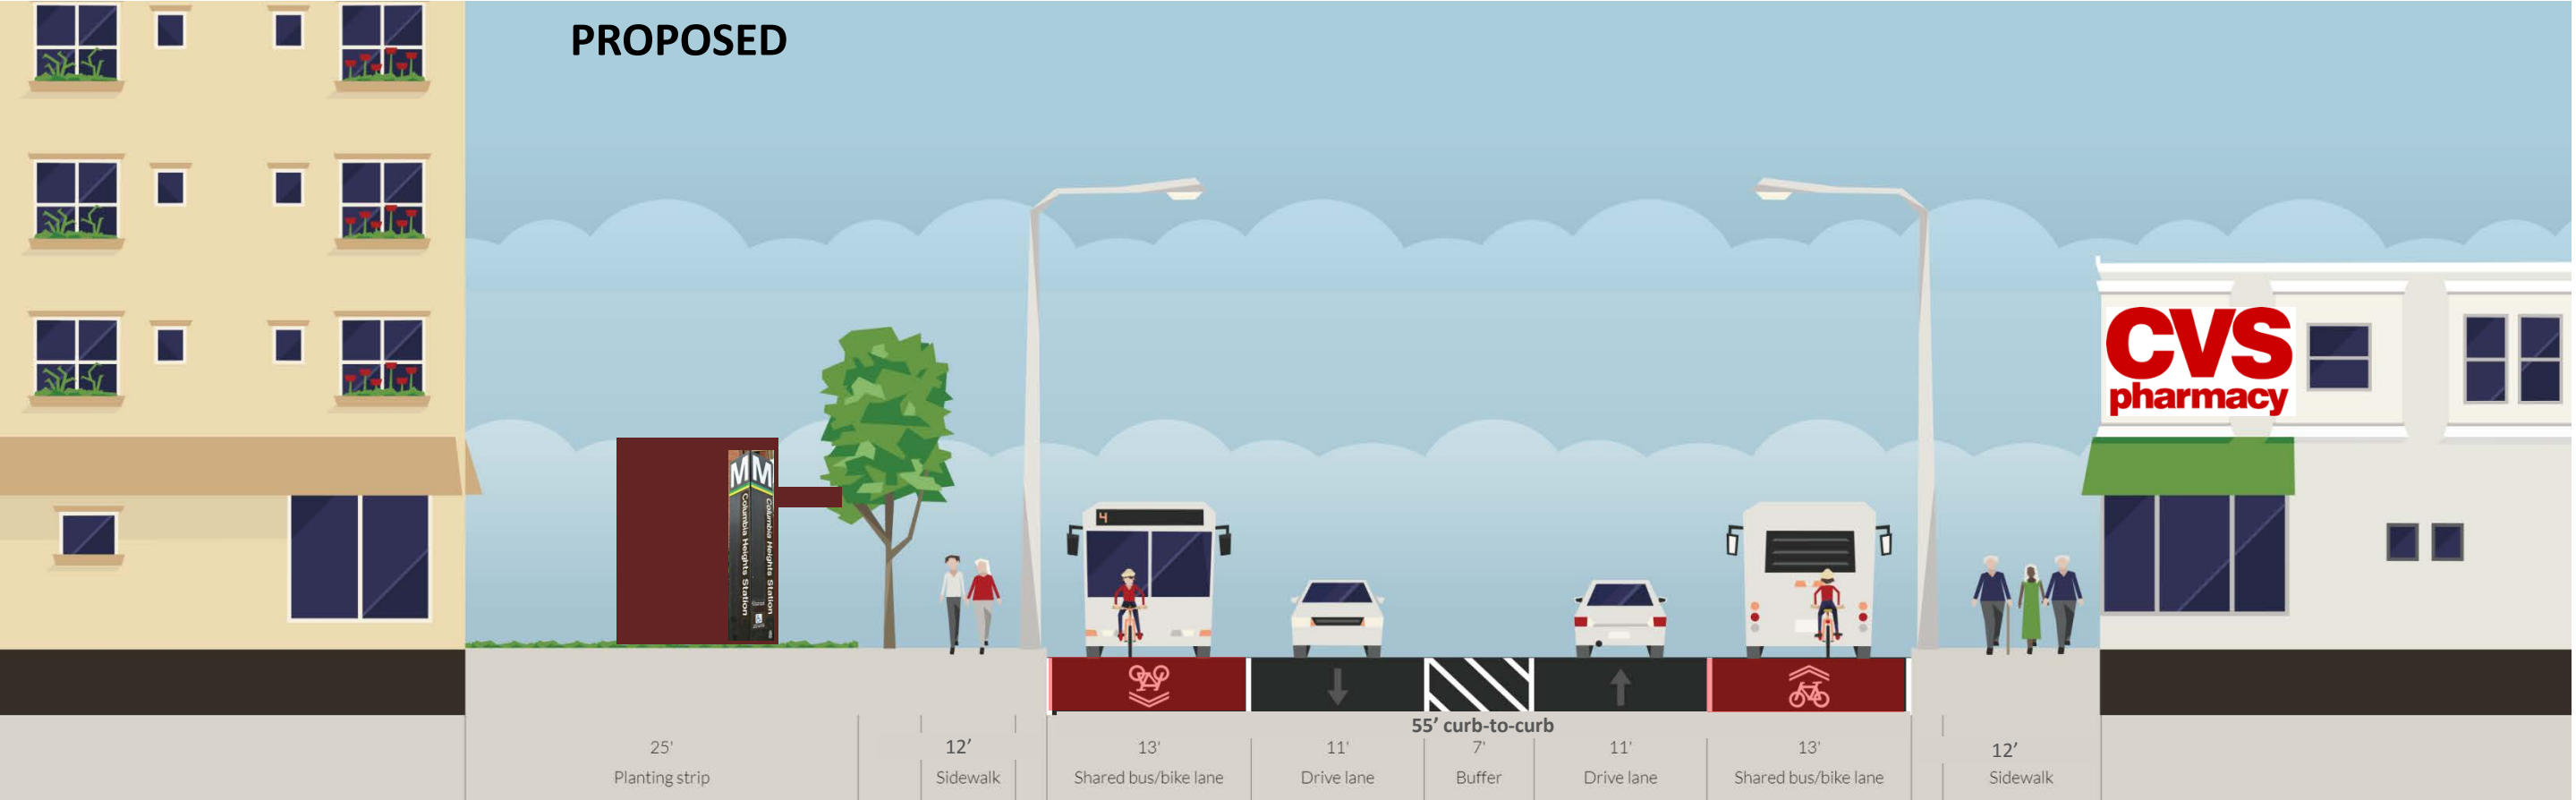 PROPOSED
CVS
pharmacy
M M
Columbia Heights Station
Columbia Heights Station
4
55’ curb-to-curb
25'
12’
13'
11'
7'
11'
13'
12’
Planting strip
Sidewalk
Shared bus/bike lane
Drive lane
Buffer
Drive lane
Shared bus/bike lane
Sidewalk